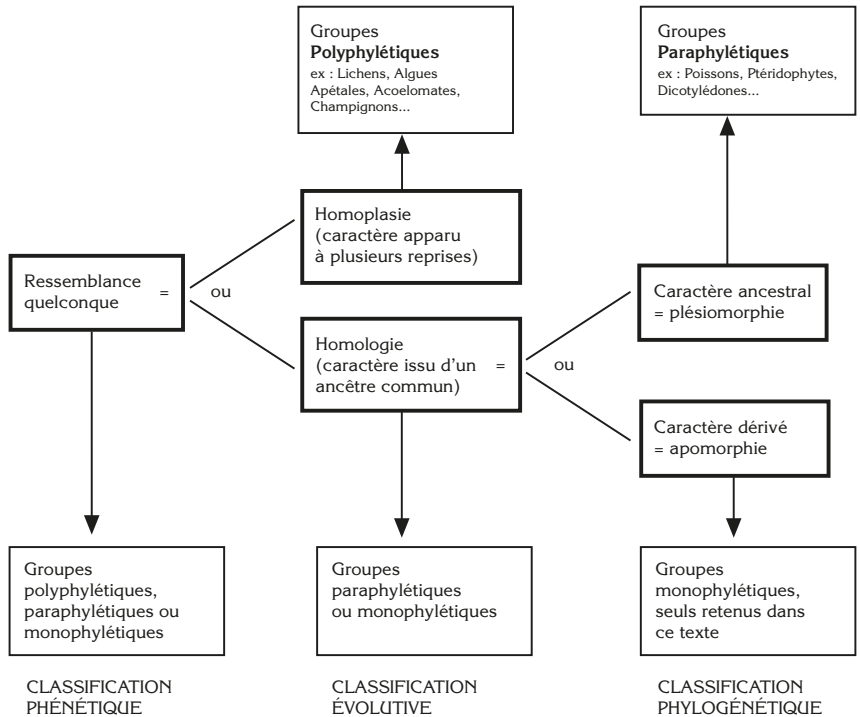 Groupes
Polyphylétiques
ex : Lichens, Algues
Apétales, Acoelomates,
Champignons...
Groupes
Paraphylétiques
ex : Poissons, Ptéridophytes,
Dicotylédones...
Homoplasie
(caractère apparu
à plusieurs reprises)
Ressemblance
quelconque =
ou
Homologie
(caractère issu d'un =
ancêtre commun)
ou
Caractère ancestral
= plésiomorphie
Caractère dérivé
= apomorphie
Groupes
polyphylétiques,
paraphylétiques ou
monophylétiques
Groupes
paraphylétiques
ou monophylétiques
Groupes
monophylétiques,
seuls retenus dans
ce texte
CLASSIFICATION
PHÉNÉTIQUE
CLASSIFICATION
ÉVOLUTIVE
CLASSIFICATION
PHYLOGÉNÉTIQUE